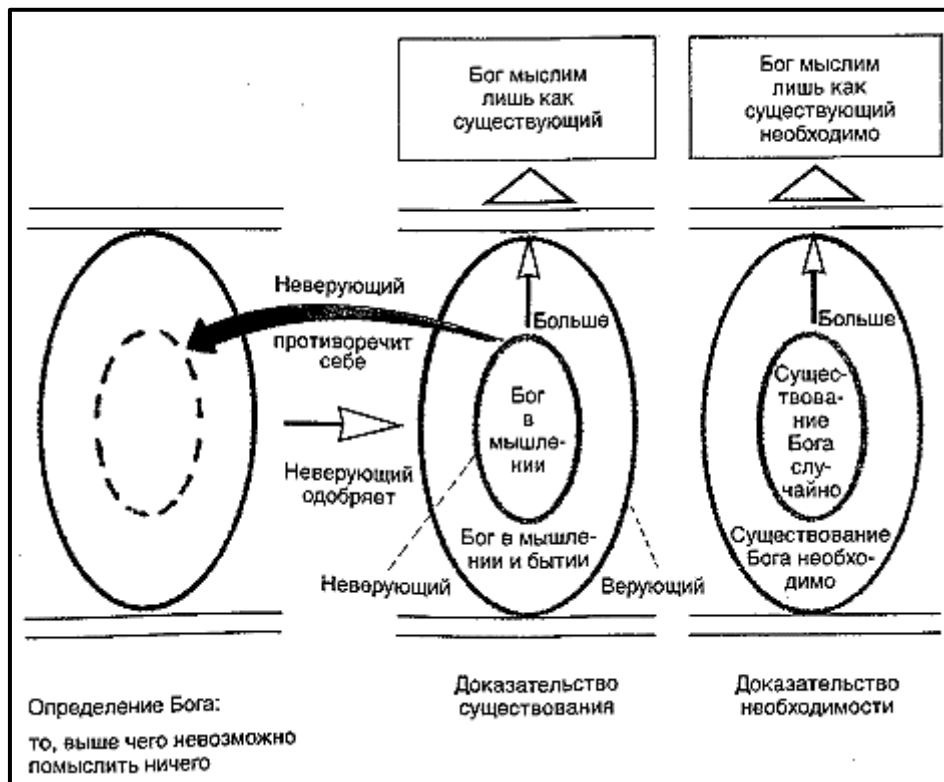 Бог мыслим
лишь как
существующий
Бог мыслим
лишь как
существующий
необходимо
Неверующий
противоречит
себе
Больше
Больше
Бог
в
мышле-
нии
Сущес-
твова-
ние
Бога
слу-
чайно
Неверующий
одобряет
Бог в мышле-
нии и бытии
Существование
Бога необхо-
димо
Неверующий
Верующий
Определение Бога:
то, выше чего невозможно
помыслить ничего
Доказательство
существования
Доказательство
необходимости